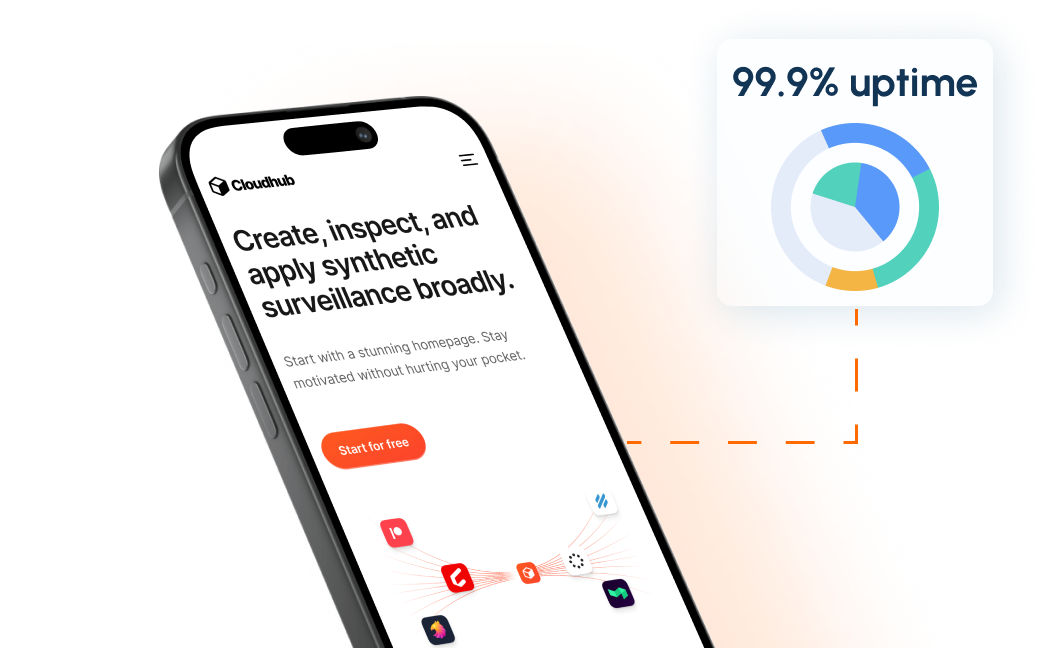 99.9% uptime
Cloudhub
Create, inspect, and
apply synthetic
surveillance broadly.
Start with a stunning homepage. Stay
motivated without hurting your pocket.
Start for free